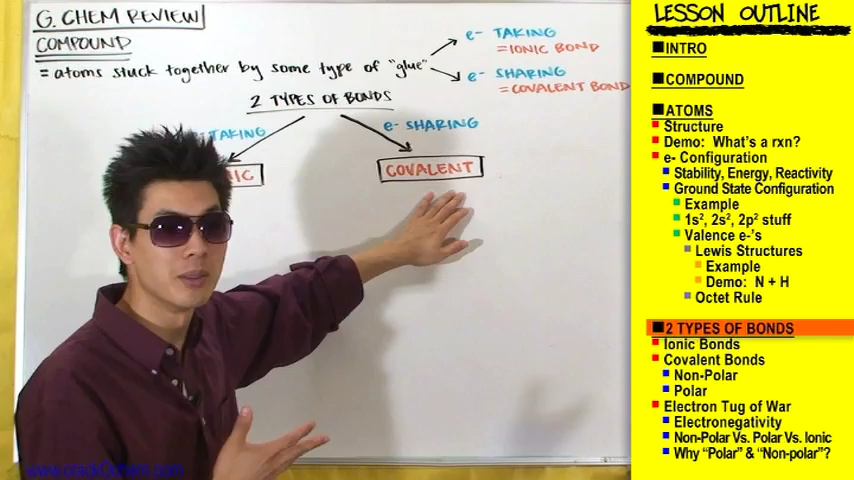 G. CHEM REVIEW
COMPOUND
= atoms stuck together by some type of "glue"
e- TAKING
= IONIC BOND
e- SHARING
= COVALENT BOND
2 TYPES OF BONDS
TAKING
e- SHARING
COVALENT
LESSON OUTLINE
INTRO
COMPOUND
ATOMS
Structure
Demo: What's a rxn?
e- Configuration
Stability, Energy, Reactivity
Ground State Configuration
Example
1s², 2s², 2p² stuff
Valence e-'s
Lewis Structures
Example
Demo: N + H
Octet Rule
2 TYPES OF BONDS
Ionic Bonds
Covalent Bonds
Non-Polar
Polar
Electron Tug of War
Electronegativity
Non-Polar Vs. Polar Vs. Ionic
Why "Polar" & "Non-polar"?